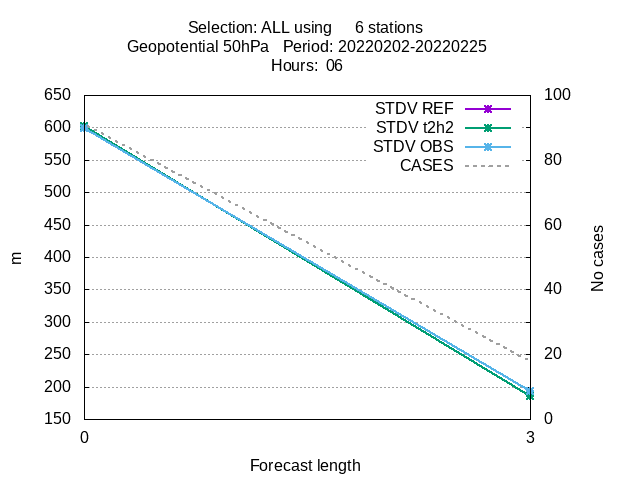 Selection: ALL using     6 stations
Geopotential 50hPa   Period: 20220202-20220225
Hours:  06
650
600
550
500
450
400
350
300
250
200
150
m
100
80
60
40
20
0
No cases
STDV REF
STDV t2h2
STDV OBS
CASES
0
3
Forecast length